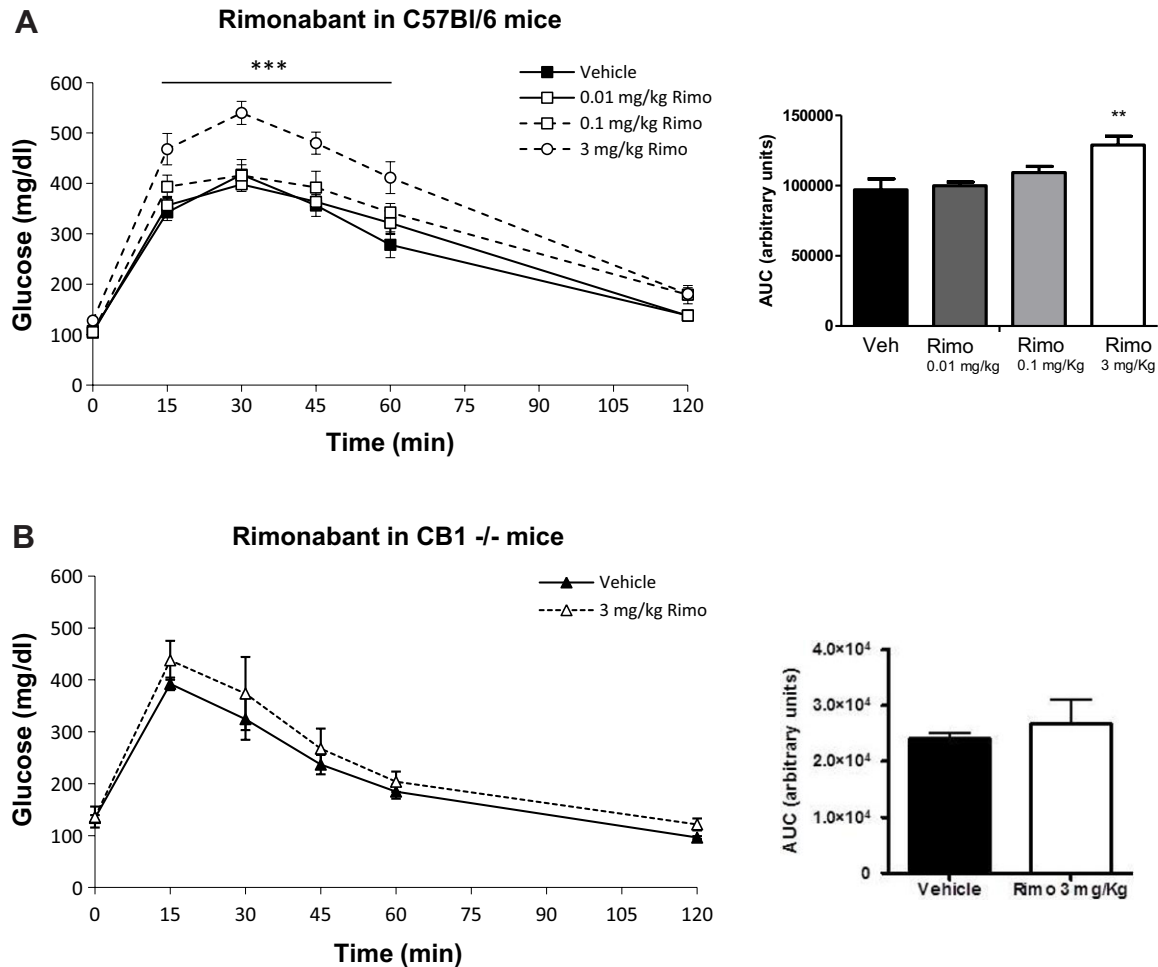 A
Rimonabant in C57Bl/6 mice
***
Vehicle
0.01 mg/kg Rimo
0.1 mg/kg Rimo
3 mg/kg Rimo
Glucose (mg/dl)
600
500
400
300
200
100
0
0 15 30 45 60 75 90 105 120
Time (min)
**
AUC (arbitrary units)
150000
100000
50000
0
Veh Rimo Rimo Rimo
0.01 mg/kg 0.1 mg/Kg 3 mg/Kg
B
Rimonabant in CB1 -/- mice
Vehicle
3 mg/kg Rimo
Glucose (mg/dl)
600
500
400
300
200
100
0
0 15 30 45 60 75 90 105 120
Time (min)
AUC (arbitrary units)
4.0×10⁴
3.0×10⁴
2.0×10⁴
1.0×10⁴
0
Vehicle Rimo 3 mg/Kg